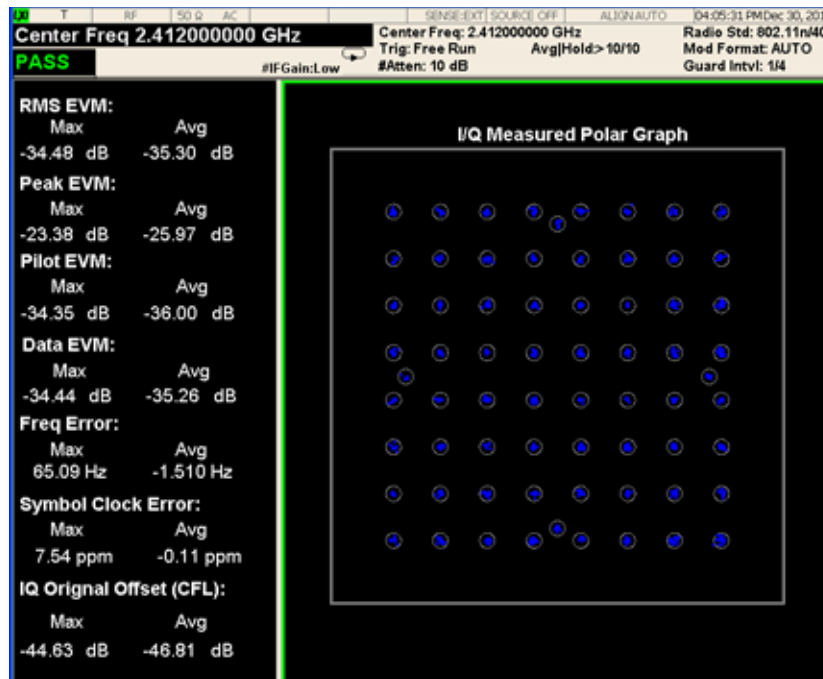 LXI T RF 50 Ω AC SENSE:EXT SOURCE OFF ALIGN AUTO 04:05:31 PM Dec 30, 201
Center Freq 2.412000000 GHz
Center Freq: 2.412000000 GHz
Radio Std: 802.11n/40
Trig: Free Run
Avg|Hold:> 10/10
Mod Format: AUTO
PASS
#IFGain:Low
#Atten: 10 dB
Guard Intvl: 1/4
RMS EVM:
Max Avg
-34.48 dB -35.30 dB
Peak EVM:
Max Avg
-23.38 dB -25.97 dB
Pilot EVM:
Max Avg
-34.35 dB -36.00 dB
Data EVM:
Max Avg
-34.44 dB -35.26 dB
Freq Error:
Max Avg
65.09 Hz -1.510 Hz
Symbol Clock Error:
Max Avg
7.54 ppm -0.11 ppm
IQ Orignal Offset (CFL):
Max Avg
-44.63 dB -46.81 dB
I/Q Measured Polar Graph